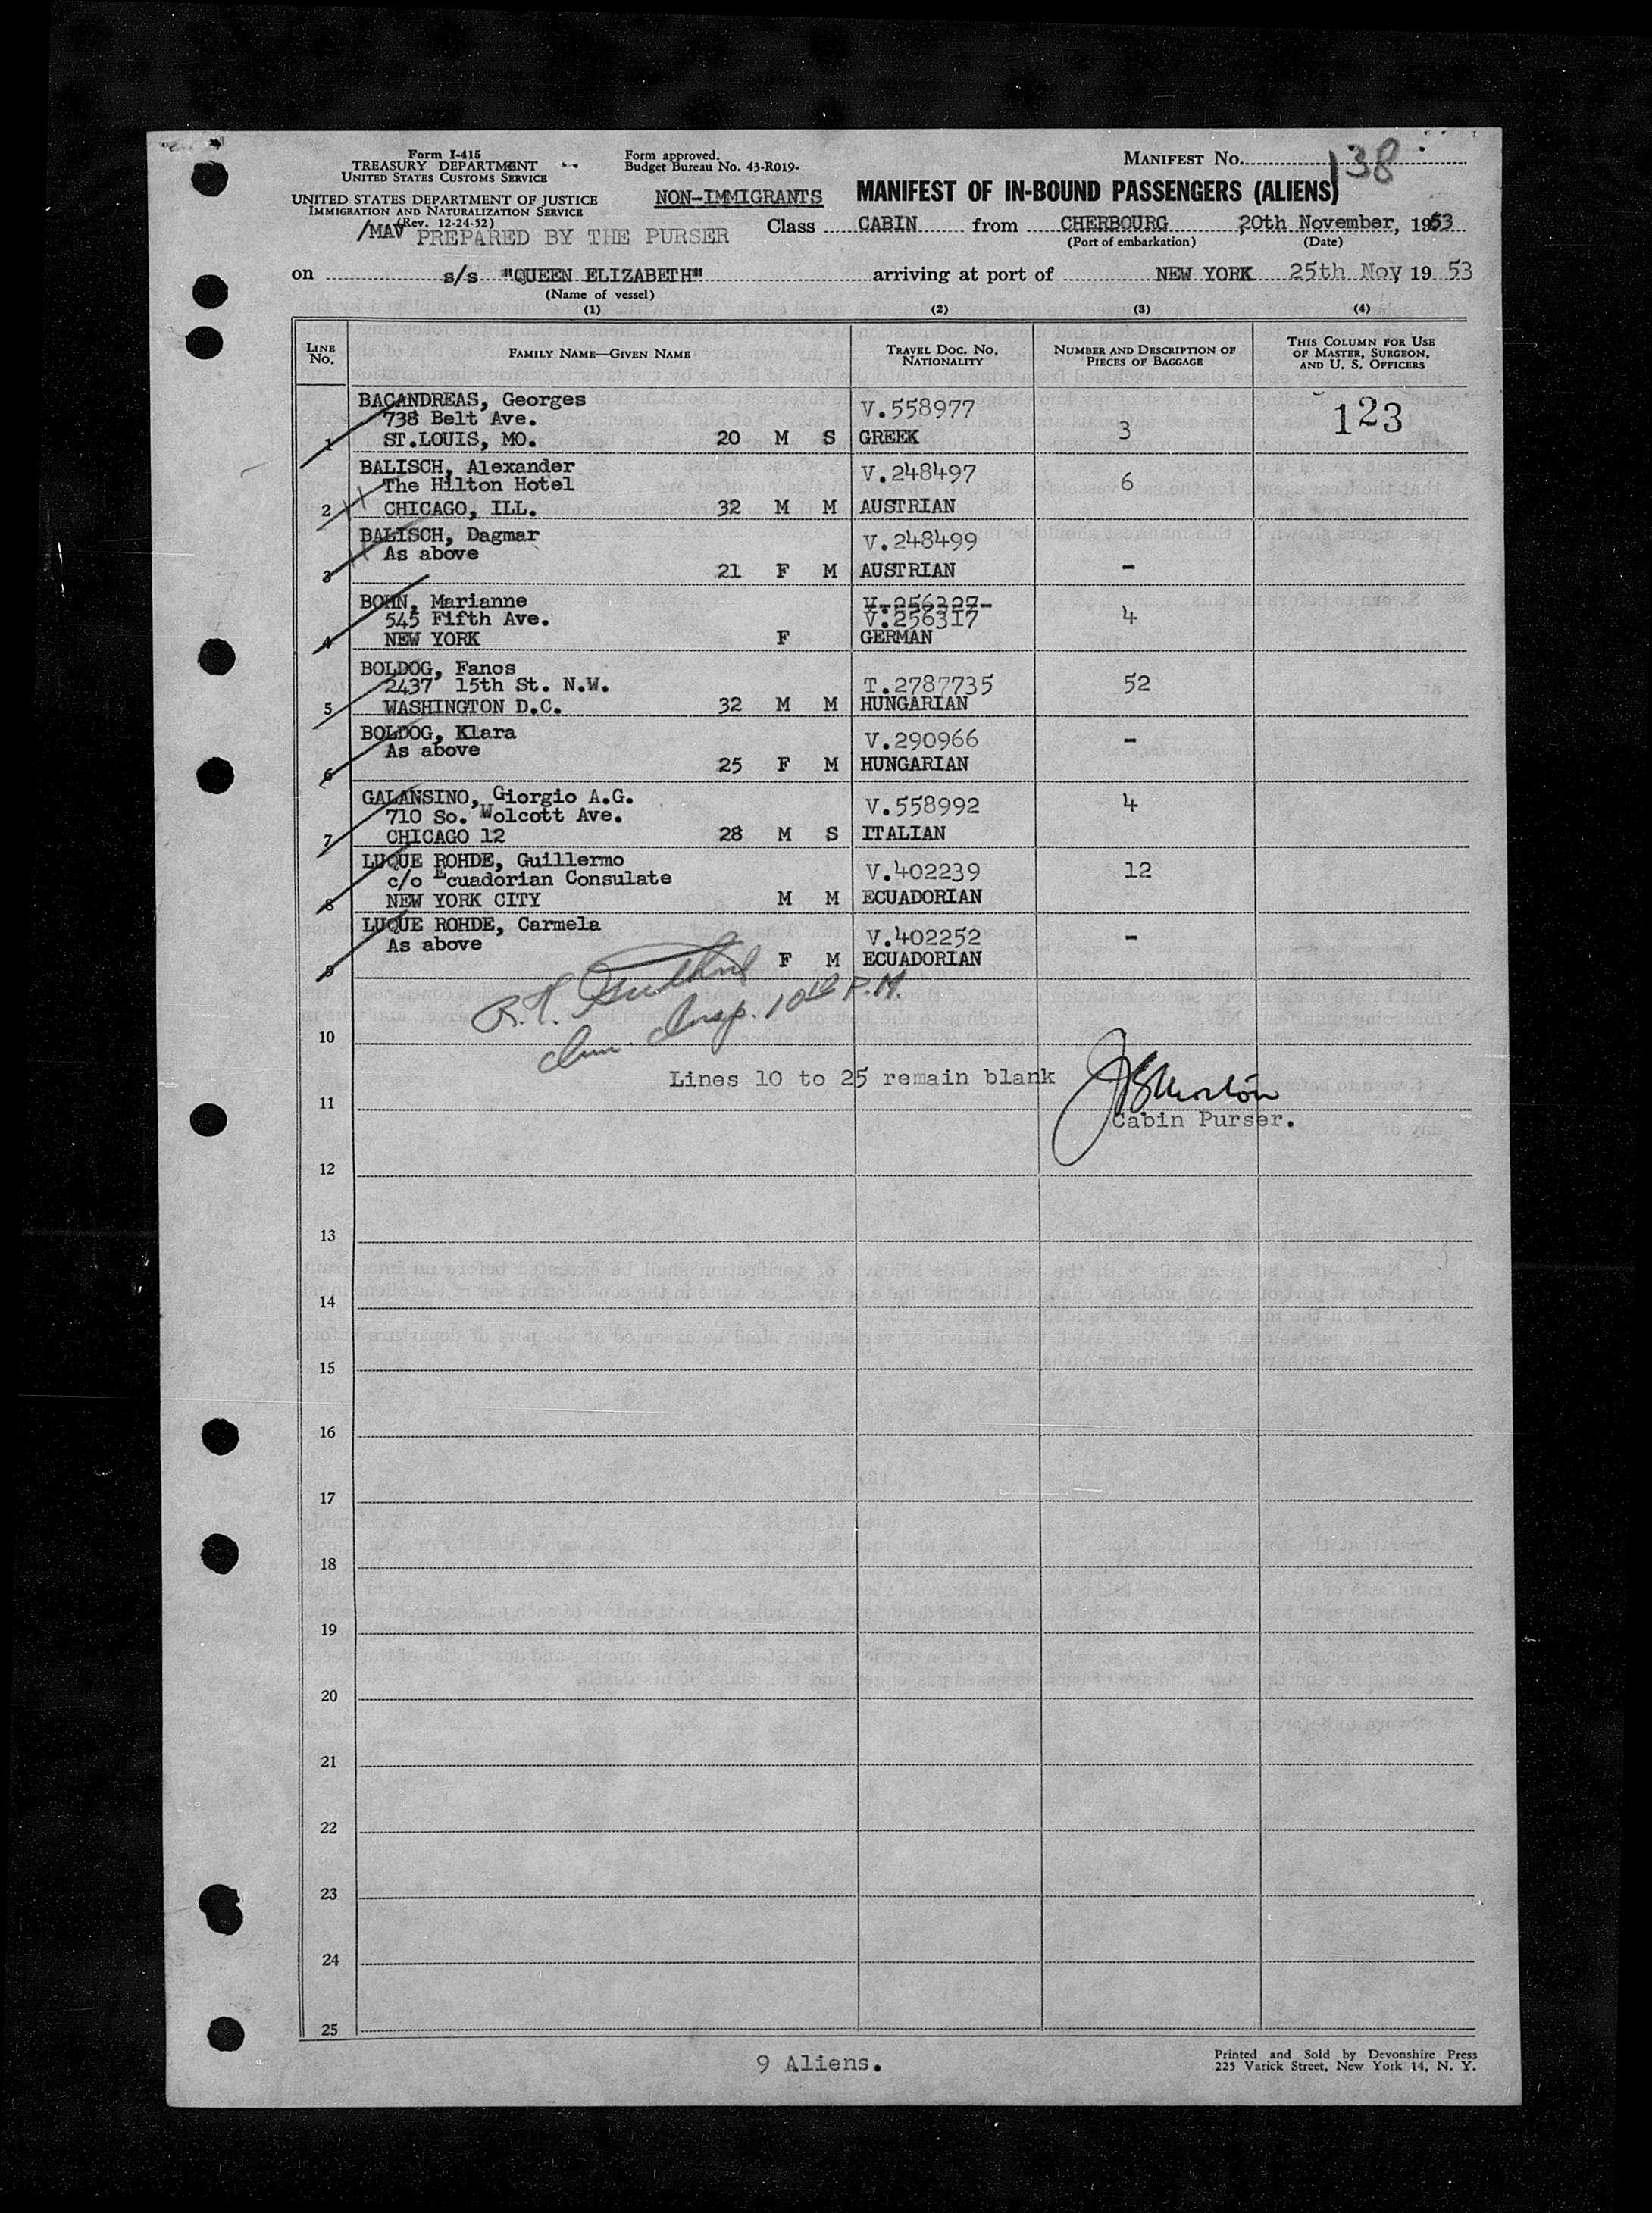 Form I-415
TREASURY DEPARTMENT
UNITED STATES CUSTOMS SERVICE
UNITED STATES DEPARTMENT OF JUSTICE
IMMIGRATION AND NATURALIZATION SERVICE
(Rev. 12-24-52)
Form approved.
Budget Bureau No. 43-R019-
MANIFEST No. 138
NON-IMMIGRANTS MANIFEST OF IN-BOUND PASSENGERS (ALIENS)
/MAV PREPARED BY THE PURSER Class CABIN from CHERBOURG 20th November, 1953
(Port of embarkation) (Date)
on s/s "QUEEN ELIZABETH" arriving at port of NEW YORK 25th Nov, 19 53
(Name of vessel)
(1) (2) (3) (4)
LINE No. FAMILY NAME—GIVEN NAME TRAVEL DOC. NO. NATIONALITY NUMBER AND DESCRIPTION OF PIECES OF BAGGAGE THIS COLUMN FOR USE OF MASTER, SURGEON, AND U. S. OFFICERS
BACANDREAS, Georges V.558977 123
738 Belt Ave.
1 ST.LOUIS, MO. 20 M S GREEK 3
BALISCH, Alexander V.248497
The Hilton Hotel 6
2 CHICAGO, ILL. 32 M M AUSTRIAN
BALISCH, Dagmar V.248499
As above
3 21 F M AUSTRIAN -
BOHN, Marianne V.256327-
545 Fifth Ave. V.256317 4
4 NEW YORK F GERMAN
BOLDOG, Fanos
2437 15th St. N.W. T.2787735 52
5 WASHINGTON D.C. 32 M M HUNGARIAN
BOLDOG, Klara V.290966 -
As above
6 25 F M HUNGARIAN
GALANSINO, Giorgio A.G. V.558992 4
710 So. Wolcott Ave.
7 CHICAGO 12 28 M S ITALIAN
LUQUE ROHDE, Guillermo V.402239 12
c/o Ecuadorian Consulate
8 NEW YORK CITY M M ECUADORIAN
LUQUE ROHDE, Carmela V.402252 -
As above
9 F M ECUADORIAN
R.H.
Imm. Insp. 10 P.M.
10
Lines 10 to 25 remain blank
11
Cabin Purser.
12
13
14
15
16
17
18
19
20
21
22
23
24
25
9 Aliens.
Printed and Sold by Devonshire Press
225 Varick Street, New York 14, N. Y.